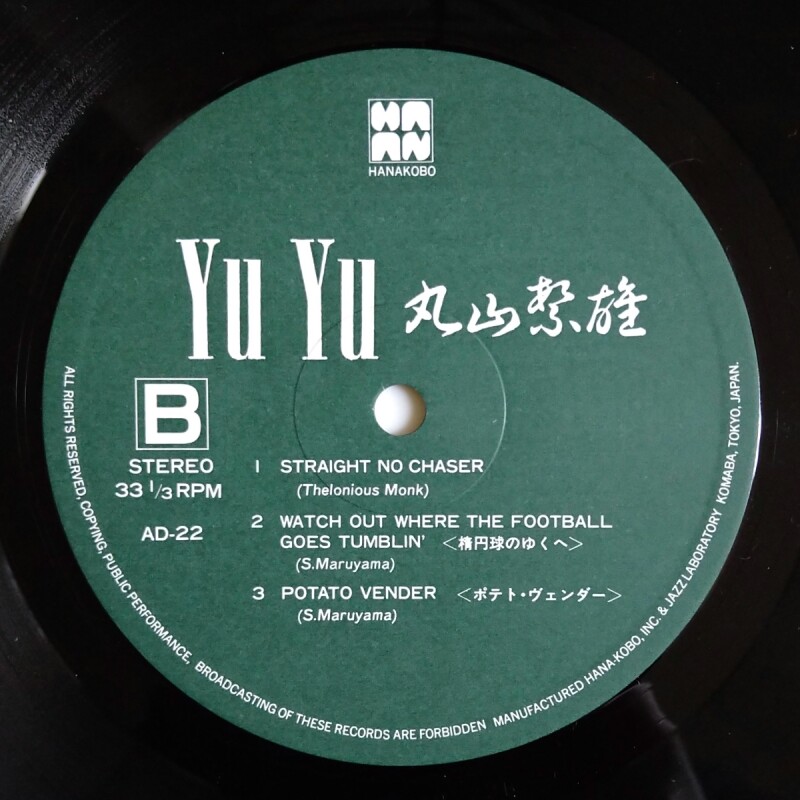 HAAN
HANAKOBO
Yu Yu 丸山繁雄
B
STEREO
33 1/3 RPM
AD-22
1 STRAIGHT NO CHASER
(Thelonious Monk)
2 WATCH OUT WHERE THE FOOTBALL
GOES TUMBLIN' <楕円球のゆくへ>
(S.Maruyama)
3 POTATO VENDER <ポテト・ヴェンダー>
(S.Maruyama)
ALL RIGHTS RESERVED, COPYING, PUBLIC PERFORMANCE, BROADCASTING OF THESE RECORDS ARE FORBIDDEN MANUFACTURED HANA-KOBO, INC. & JAZZ LABORATORY KOMABA, TOKYO, JAPAN.